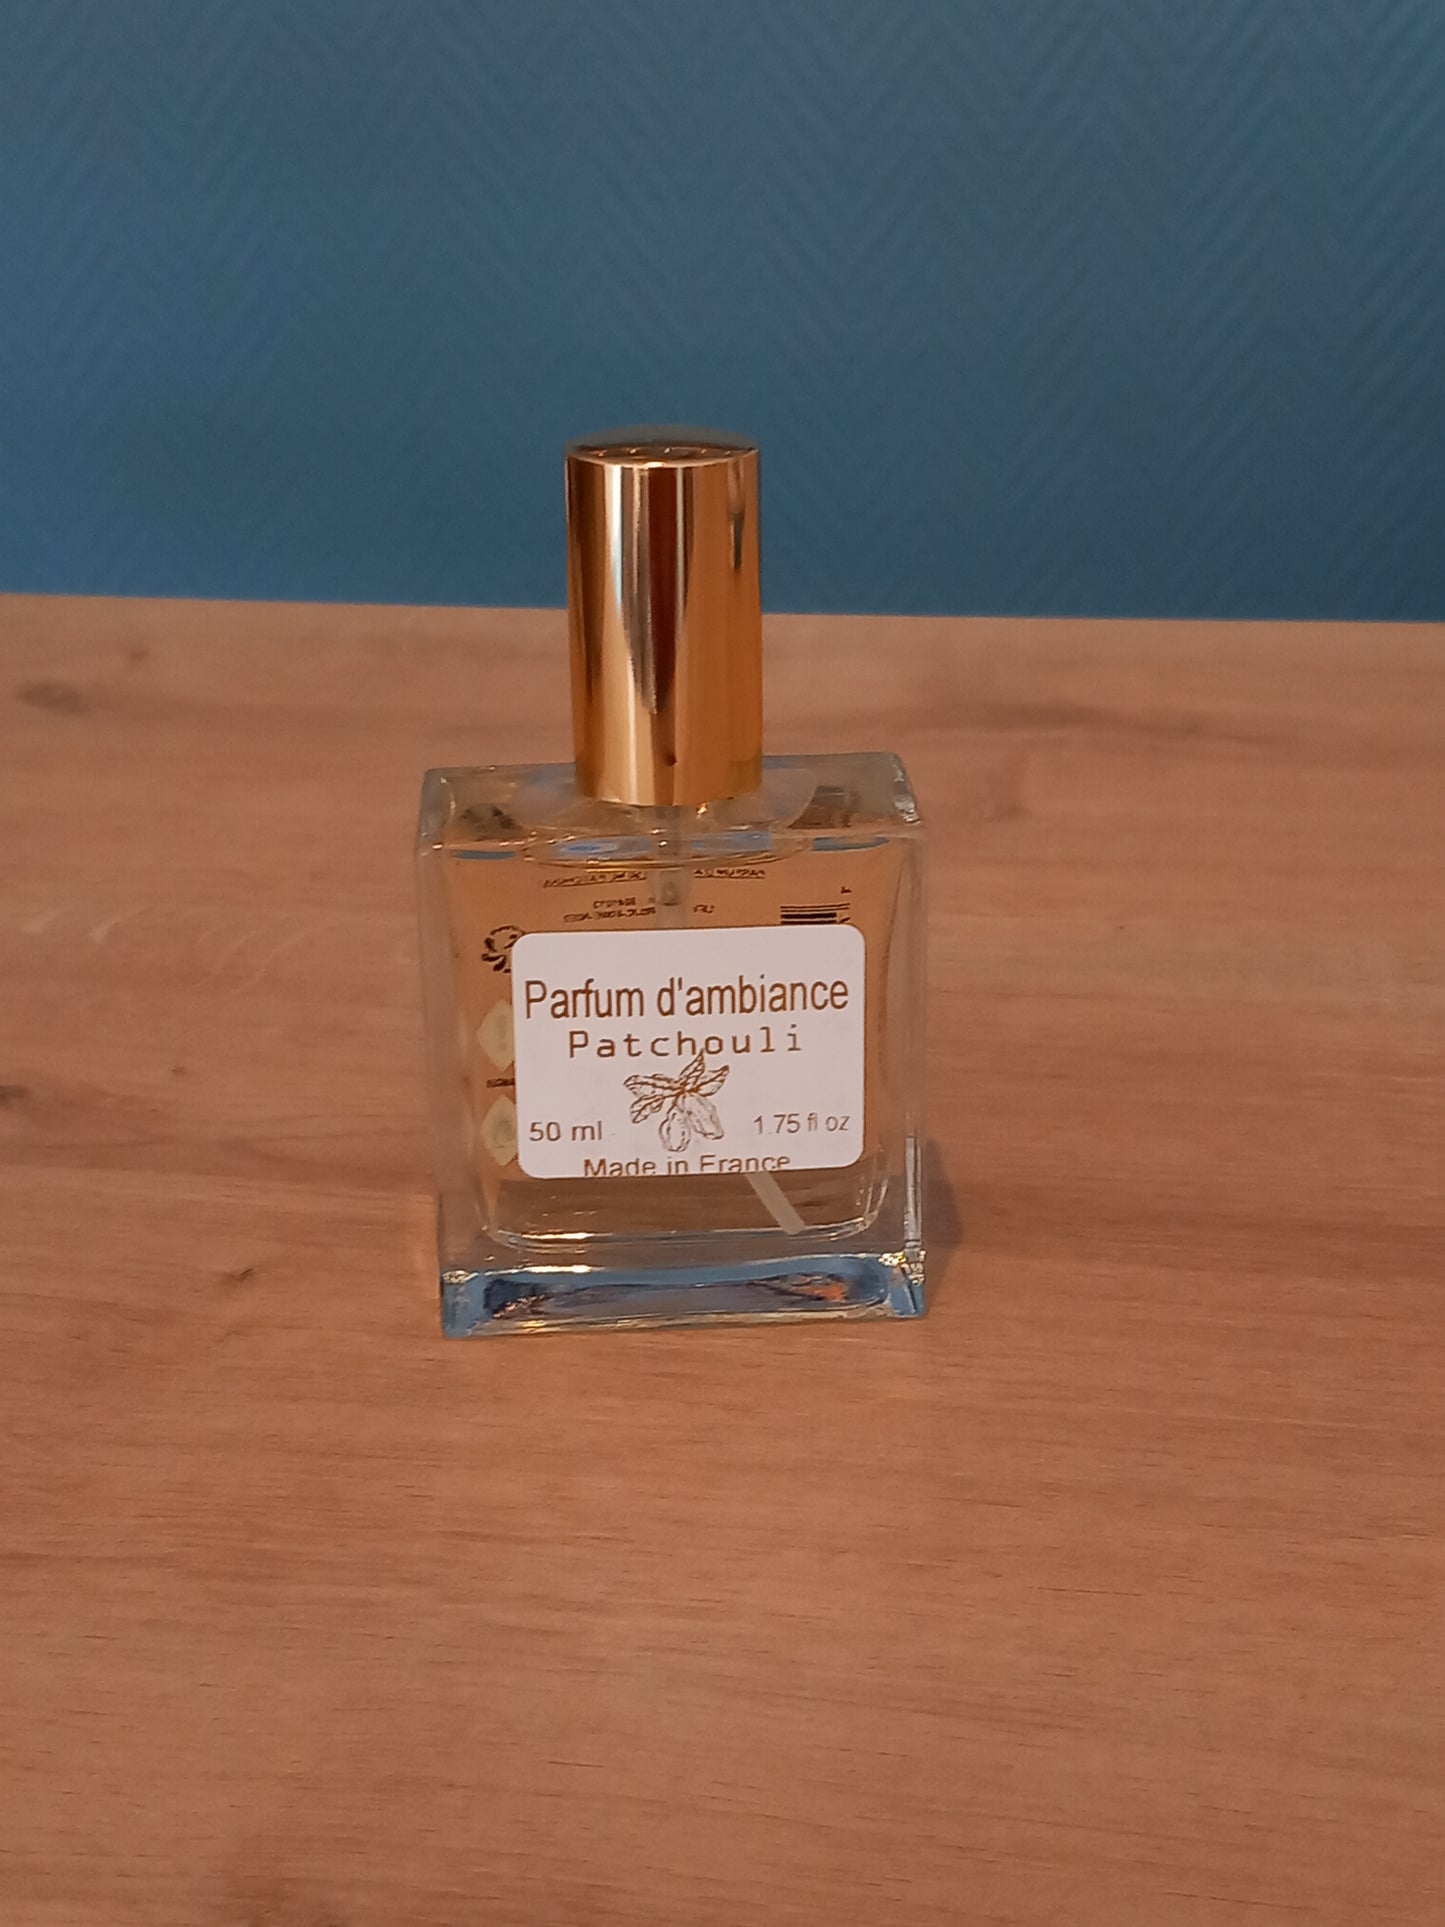 Parfum d'ambiance
Patchouli
50 ml 1.75 fl oz
Made in France